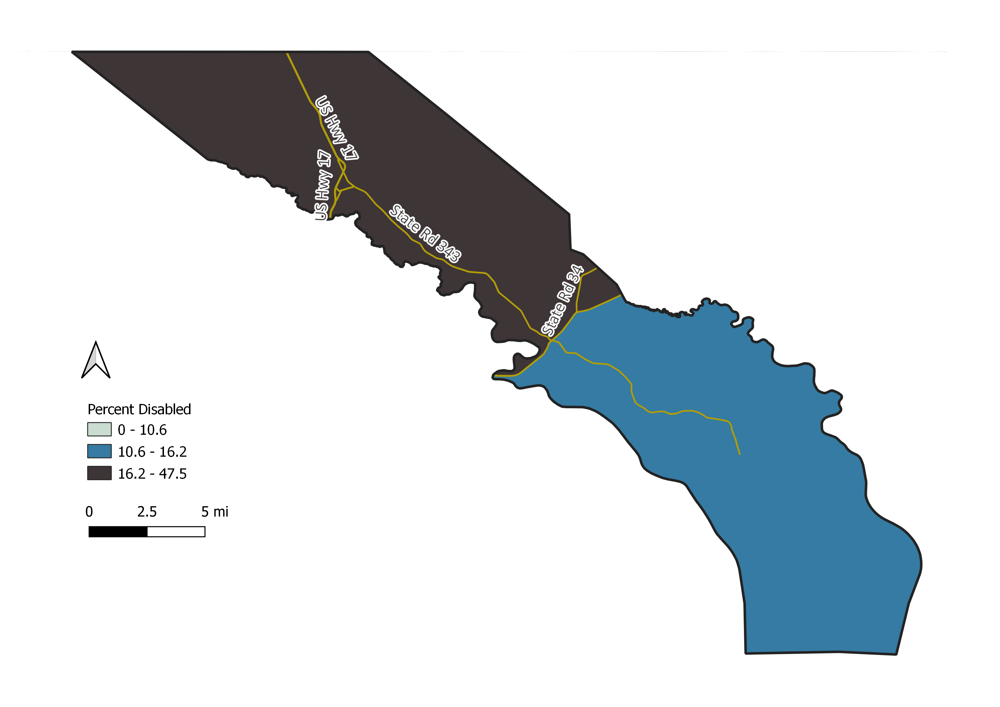 US Hwy 17
US Hwy 17
State Rd 343
State Rd 34
Percent Disabled
0 - 10.6
10.6 - 16.2
16.2 - 47.5
0 2.5 5 mi